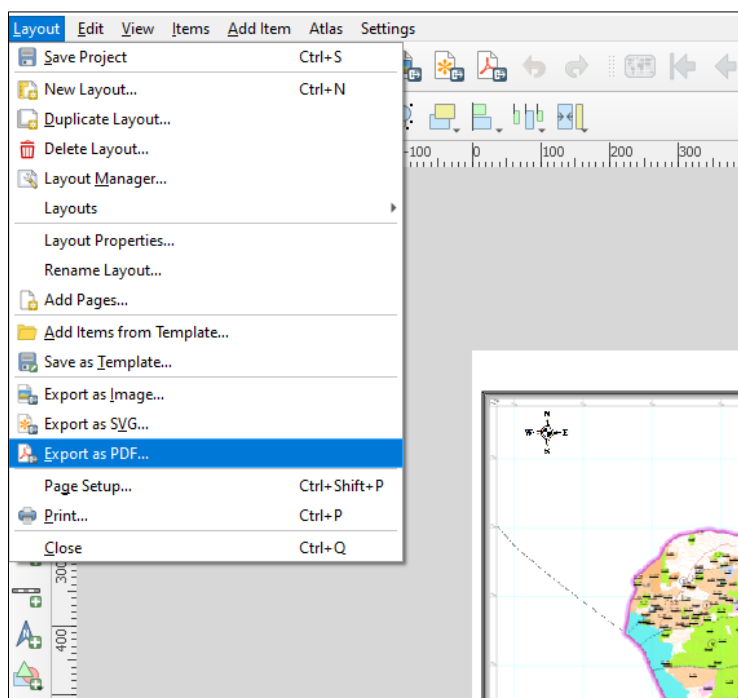 Layout Edit View Items Add Item Atlas Settings
Save Project Ctrl+S
New Layout... Ctrl+N
Duplicate Layout...
Delete Layout...
Layout Manager...
Layouts
Layout Properties...
Rename Layout...
Add Pages...
Add Items from Template...
Save as Template...
Export as Image...
Export as SVG...
Export as PDF...
Page Setup... Ctrl+Shift+P
Print... Ctrl+P
Close Ctrl+Q
-100 0 100 200 300
300
400
N
W E
S